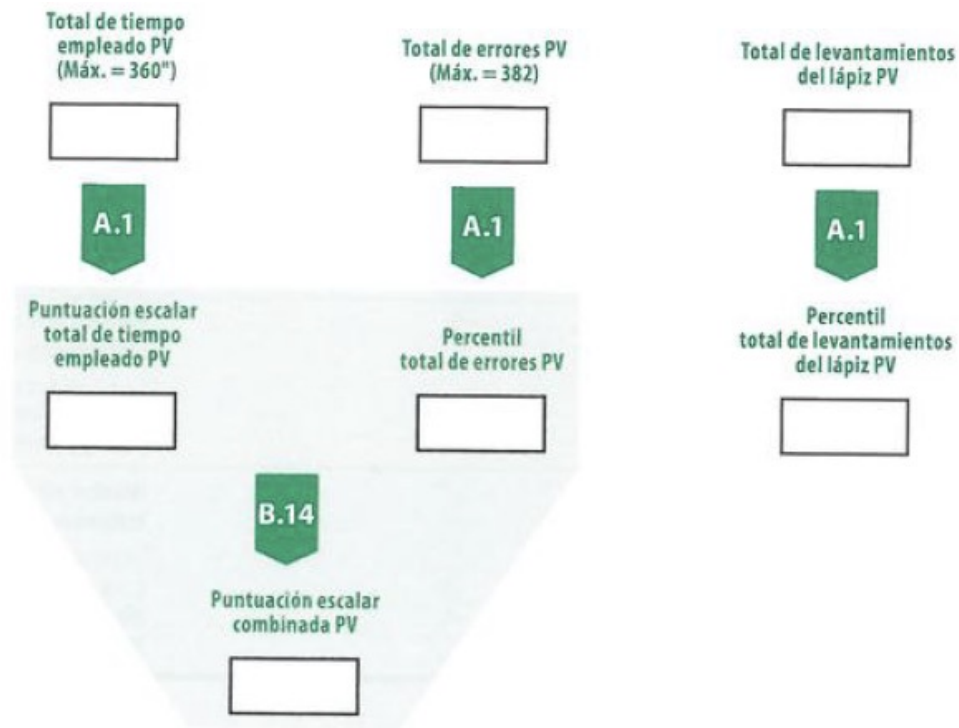 Total de tiempo
empleado PV
(Máx. = 360")
Total de errores PV
(Máx. = 382)
Total de levantamientos
del lápiz PV
A.1
A.1
A.1
Puntuación escalar
total de tiempo
empleado PV
Percentil
total de errores PV
Percentil
total de levantamientos
del lápiz PV
B.14
Puntuación escalar
combinada PV